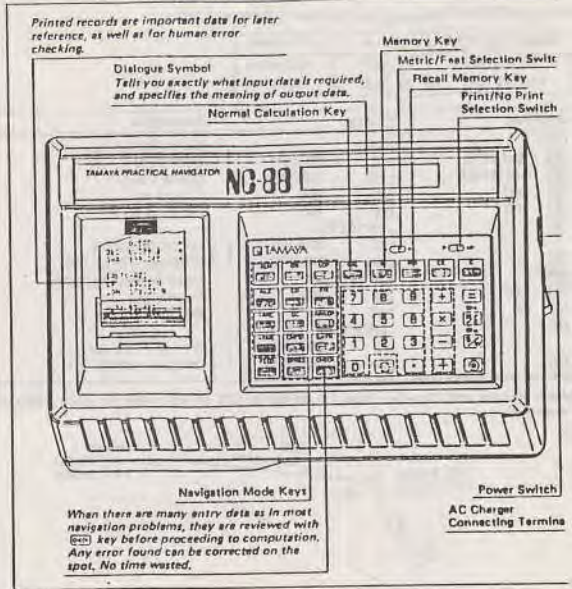 Printed records are important data for later
reference, as well as for human error
checking.
Memory Key
Metric/Feet Selection Switc
Dialogue Symbol
Tells you exactly what input data is required,
and specifies the meaning of output data.
Recall Memory Key
Print/No Print
Selection Switch
Normal Calculation Key
TAMAYA PRACTICAL NAVIGATOR
NC-88
TAMAYA
7 8 9 + =
4 5 6 ×
1 2 3 −
0 ·
Navigation Mode Keys
When there are many entry data as in most
navigation problems, they are reviewed with
key before proceeding to computation.
Any error found can be corrected on the
spot. No time wasted.
Power Switch
AC Charger
Connecting Termina